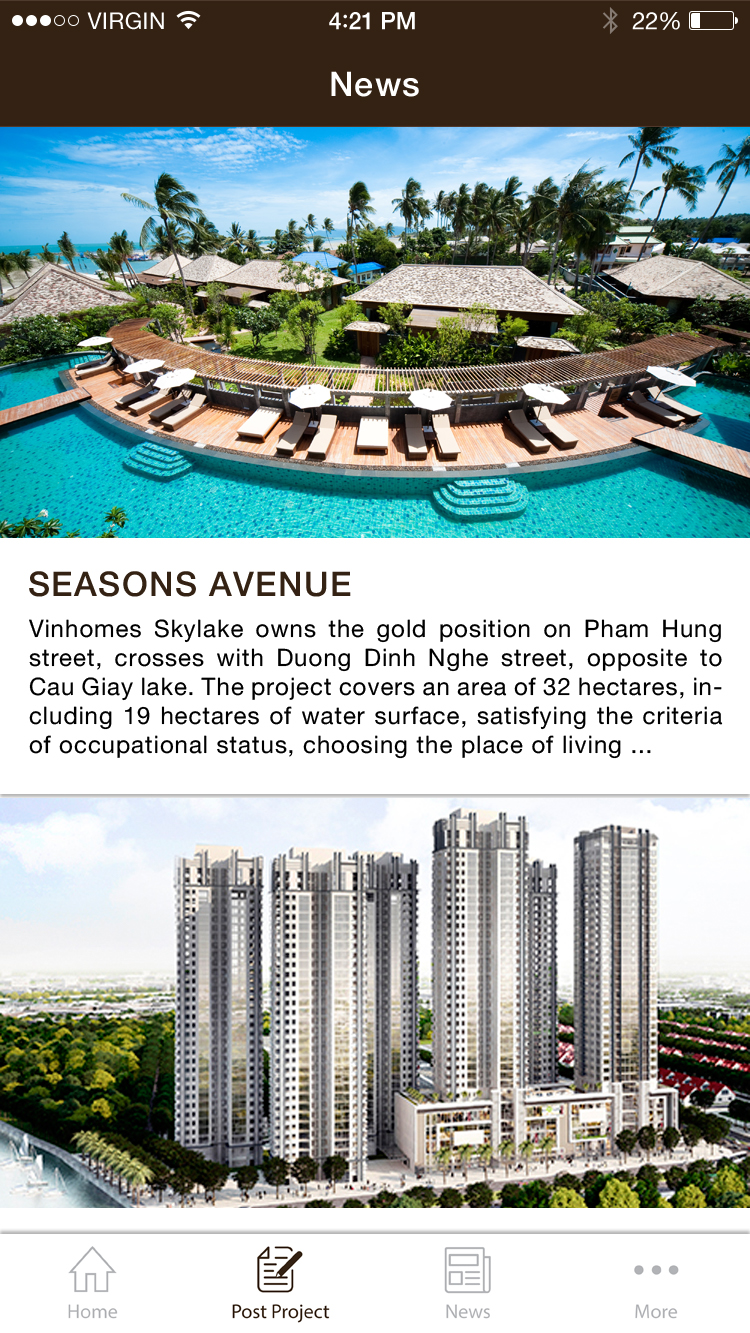 VIRGIN 4:21 PM 22%
News
SEASONS AVENUE
Vinhomes Skylake owns the gold position on Pham Hung
street, crosses with Duong Dinh Nghe street, opposite to
Cau Giay lake. The project covers an area of 32 hectares, in-
cluding 19 hectares of water surface, satisfying the criteria
of occupational status, choosing the place of living ...
Home Post Project News More